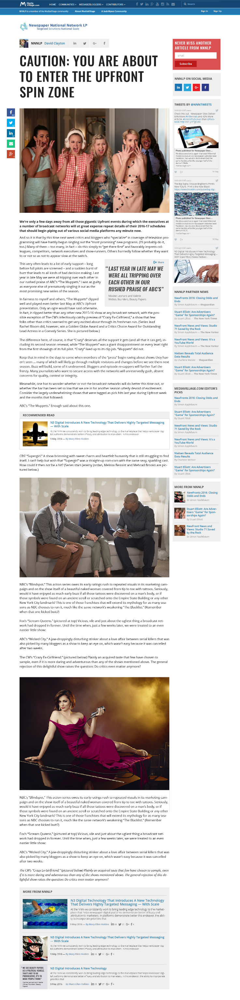 Media Village.com
HOME COMMUNITIES MEDIABIZBLOGGERS CONTRIBUTORS
Search
NNNLP is a member of the MediaVillage community About MediaVillage A Jack Myers Community Sign In Sign Up
Newspaper National Network LP
Targeted Solutions National Scale
NNNLP David Clayton
CAUTION: YOU ARE ABOUT
TO ENTER THE UPFRONT
SPIN ZONE
44
17
17
1
We're only a few days away from all those gigantic Upfront events during which the executives at
a number of broadcast networks will at great expense repeat details of their 2016-17 schedules
that should begin piping out of various social media platforms any minute now.
And so it is that by this time next week critics and bloggers who "specialize" in coverage of television pro-
gramming will have hastily begun singling out the "most promising" new programs. (I'll probably do it,
too.) Many of them -- too many, in fact -- do this simply to "get there first" and favorably impress col-
leagues, competitors, network executives and news-hungry viewers. Others hurriedly follow whether they want
to or not so as not to appear slow at the switch.
This very often leads to a lot of early support – long
before full pilots are screened – and a sudden burst of
buzz that leads to all kinds of bad decision making. Last
year in late May we were all tripping over each other in
our rushed praise of ABC's "The Muppets." I was as guilty
as everyone else of prematurely singling it out as the
most promising new series of the season.
Share
"LAST YEAR IN LATE MAY WE
WERE ALL TRIPPING OVER
EACH OTHER IN OUR
RUSHED PRAISE OF ABC'S"
Maxine Leonard and Valerie
Wickes, founders, Beauty Papers
In fairness to myself and others, "The Muppets" clipped
well and played even better last May at ABC's Upfront
presentation. Only an ogre would have said otherwise.
In fact, it clipped better than any other new 2015-16 show at any broadcast network, with the pos-
sible exception of The CW's infectiously catchy preview for "Crazy Ex-Girlfriend," a show that few
folks other than critics seems to get very excited about in its freshman season. (Series lead
Rachel Bloom did, however, win a Golden Globe Award and a Critics Choice Award for Outstanding
Lead Actress in a Comedy Series. She is pictured below.)
The difference here, of course, is that "Crazy" deserves all the support it gets (and all that it can get), in-
cluding its second season renewal, while "The Muppets" was a giant disappointment on every level right
from the first showings of its full pilot. "Crazy" lived up to the promise of its clip job. "Muppets" did not.
Keep that in mind in the days to come when members of the "press" begin raving about shows they hav-
en't seen ... many of which will likely go through multiple personnel and creative changes before next
season. Buzz will build, some of it undeserved. Bloggers and episode re-cappers will further fuel the
frenzy. Many journalists who want to secure set visits with the stars will unreservedly gush, absent
concerns for quality, context or integrity.
Meanwhile, one has to wonder whether or not the broadcast networks will do better this time out, or
whether the bar has been so low that we're set to be in for another season utterly devoid of excitement.
Consider the largely underwhelming shows that were tagged as pick hits last year during Upfront week
and the months that followed:
ABC's "The Muppets." Enough said about this one.
RECOMMENDED READ
N3 Digital Introduces A New Technology That Delivers Highly Targeted Messaging
— With Scale
At the NNN we consistently work to bring leading edge technology to the marketplace that helps newspaper dig-
ital platforms demonstrate better efficacy and attribution to marketers. In this endeavor
9 May 2016 — By Mary Ellen Holden
CBS' "Supergirl." A show brimming with sweet charm and heartfelt humanity that is still struggling to find
itself. I can't help but wish that "Supergirl" was a straight-up rom-com with the same sexy, sparkling cast.
How could it then not be a hit? (Series stars Jeremy Jordan, Melissa Benoist and Mehcad Brooks are pic-
tured below.)
NBC's "Blindspot." This action series owes its early ratings rush to repeated visuals in its marketing cam-
paign and on the show itself of a beautiful naked woman covered from tip to toe with tattoos. Seriously,
would it have enjoyed as much early buzz if all those tattoos were discovered on a man's body, or if
those symbols were found on an ancient scroll or scratched onto the Empire State Building or any other
New York City landmark? This is one of those franchises that will extend its mythology for as many sea-
sons as NBC chooses to run it, much like the same network's weakening "The Blacklist." (Remember
when that one kicked butt?)
Fox's "Scream Queens." (pictured at top) Vicious, vile and just about the ugliest thing a broadcast net-
work had dropped in forever. Until the time when, just a few weeks later, we were treated to an even
nastier little show:
ABC's "Wicked City." A jaw-droppingly disturbing stinker about a love affair between serial killers that was
also picked by many bloggers as a show to keep an eye on, which wasn't easy because it was cancelled
after two weeks.
The CW's "Crazy Ex-Girlfriend." (pictured below) Plainly an acquired taste that few have chosen to
sample, even if it is more daring and adventurous than any of the shows mentioned above. The general
rejection of this delightful show raises the question: Do critics even matter anymore?
NBC's "Blindspot." This action series owes its early ratings rush to repeated visuals in its marketing cam-
paign and on the show itself of a beautiful naked woman covered from tip to toe with tattoos. Seriously,
would it have enjoyed as much early buzz if all those tattoos were discovered on a man's body, or if
those symbols were found on an ancient scroll or scratched onto the Empire State Building or any other
New York City landmark? This is one of those franchises that will extend its mythology for as many sea-
sons as NBC chooses to run it, much like the same network's weakening "The Blacklist." (Remember
when that one kicked butt?)
Fox's "Scream Queens." (pictured at top) Vicious, vile and just about the ugliest thing a broadcast net-
work had dropped in forever. Until the time when, just a few weeks later, we were treated to an even
nastier little show:
ABC's "Wicked City." A jaw-droppingly disturbing stinker about a love affair between serial killers that was
also picked by many bloggers as a show to keep an eye on, which wasn't easy because it was cancelled
after two weeks.
The CW's "Crazy Ex-Girlfriend." (pictured below) Plainly an acquired taste that few have chosen to sample, even
if it is more daring and adventurous than any of the shows mentioned above. The general rejection of this de-
lightful show raises the question: Do critics even matter anymore?
MORE FROM NNNLP
N3 Digital Technology That Introduces A New Technology
That Delivers Highly Targeted Messaging — With Scale
At the NNN we consistently work to bring leading edge technology to the market-
place that helps newspaper digital platforms demonstrate better efficacy and
attribution to marketers. In platforms demonstrate better this endeavor, the abili-
ty to incorporate priorities that
9 May 2016 — By Mary Ellen Holden 18 27 4
N3 Digital Introduces A New Technology That Delivers Highly Targeted Messaging
— With Scale
At the NNN we consistently work to bring leading edge technology to the marketplace that helps newspaper dig-
ital platforms demonstrate better efficacy and attribution to marketers. In this endeavor
9 May 2016 — By Mary Ellen Holden 18 27 4
"WE SEE BEAUTY PAPERS
AS A POLITICAL VEHICLE.
THAT'S NOT TO BE
PROVOCATIVE, IT'S TO
MAKE PEOPLE THINK"
Maxine Leonard and Valerie
Wickes, founders, Beauty
Papers
N3 Digital Introduces A New Technology
At the NNN we consistently work to bring leading edge technology to the marketplace that helps newspaper digi-
tal platforms demonstrate better efficacy and attribution to marketers. In this endeavor, the ability to incorporate
priorities that
9 May 2016 By Mary Ellen Holden 18 27 4
NEVER MISS ANOTHER
ARTICLE FROM NNNLP
Email
Subscribe
NNNLP ON SOCIAL MEDIA
TWEETS BY @NNNTWEETS
NNN @NNNTweets
Check this out: Newspaper Sites Deliver
64% More #Millennials and 42% More
A18-24 #MobileExclusives than @Face-
Photo published for Newspaper Sites ...
We discovered once again that total Millennial
mobile exclusives on newspaper websites beat
Facebook, but we also discovered that the
same held true for the younger half of the
demo A18-24.
mediavillage.com
16 May
NNN @NNNTweets
The Big Digital Snooze Brighten's Print's
New Future. Print is the New Black!
https://www.linkedin.com/pulse/big-digi...
Photo published for Newspaper Sites ...
We discovered once again that total Millennial
mobile exclusives on newspaper websites beat
Facebook, but we also discovered that the
same held true for the younger half of the
demo A18-24.
mediavillage.com
16 May
NNN @NNNTweets
N3 Digital Introduces A New Technology
That Delivers Highly Targeted Messaging —
With Scale https://www.mediavi...
NNNLP PARTNER NEWS
NewFronts 2016: Closing Odds and
Ends
By Simon Applebaum — theguardian
Stuart Elliott: Are Advertisers
"Game" for Sponsorships Again?
By Stuart Elliott — The New York Times
NewFront News and Views: Studio
71 Saved by the Rock
By Simon Applebaum — The New Yorker
NewFront News and Views: It's a
YouTube World
By Simon Applebaum — The New Yorker
Nielsen Reveals Total Audience
Data Results
By Charlene Weisler — theguardian
Stuart Elliott: Are Advertisers
"Game" for Sponsorships Again?
By Stuart Elliott — The New York Times
MEDIAVILLAGE.COM EDITOR'S
PICKS
NewFronts 2016: Closing Odds and
Ends
By Simon Applebaum
Stuart Elliott: Are Advertisers
"Game" for Sponsorships Again?
By Stuart Elliott
NewFront News and Views: Studio
71 Saved by the Rock
By Simon Applebaum
NewFront News and Views: It's a
YouTube World
By Simon Applebaum
Nielsen Reveals Total Audience
Data Results
By Charlene Weisler
Stuart Elliott: Are Advertisers
"Game" for Sponsorships Again?
By Stuart Elliott
MORE FROM NNNLP
NewFronts 2016: Closing
Odds and Ends
By Simon Applebaum
Stuart Elliott: Are Adver-
tisers "Game" for Spon-
sorships Again?
By Stuart Elliott
NewFront News and
Views: Studio 71 Saved
by the Rock
By Simon Applebaum